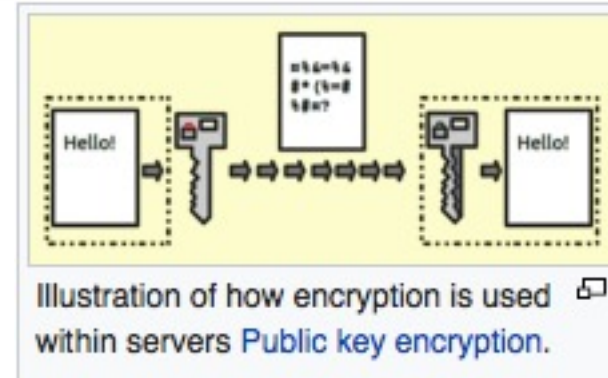 Hello!
=%&=%&
#*(%=#
%#=?
Hello!
Illustration of how encryption is used
within servers Public key encryption.